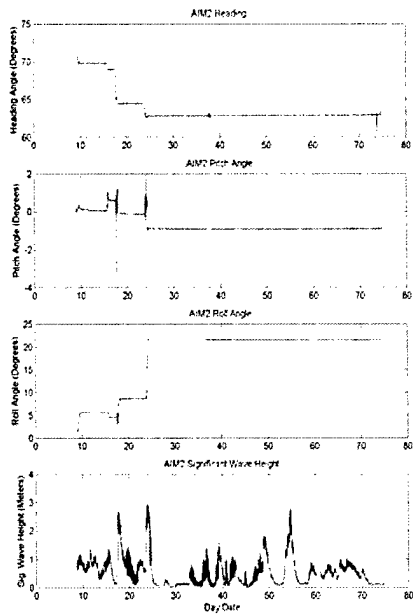 AIM2 Heading
Heading Angle (Degrees)
75
70
65
60
0 10 20 30 40 50 60 70 80
AIM2 Pitch Angle
Pitch Angle (Degrees)
2
0
-2
-4
0 10 20 30 40 50 60 70 80
AIM2 Roll Angle
Roll Angle (Degrees)
25
20
15
10
5
0
0 10 20 30 40 50 60 70 80
AIM2 Significant Wave Height
Sig. Wave Height (Meters)
4
3
2
1
0
0 10 20 30 40 50 60 70 80
Day Date